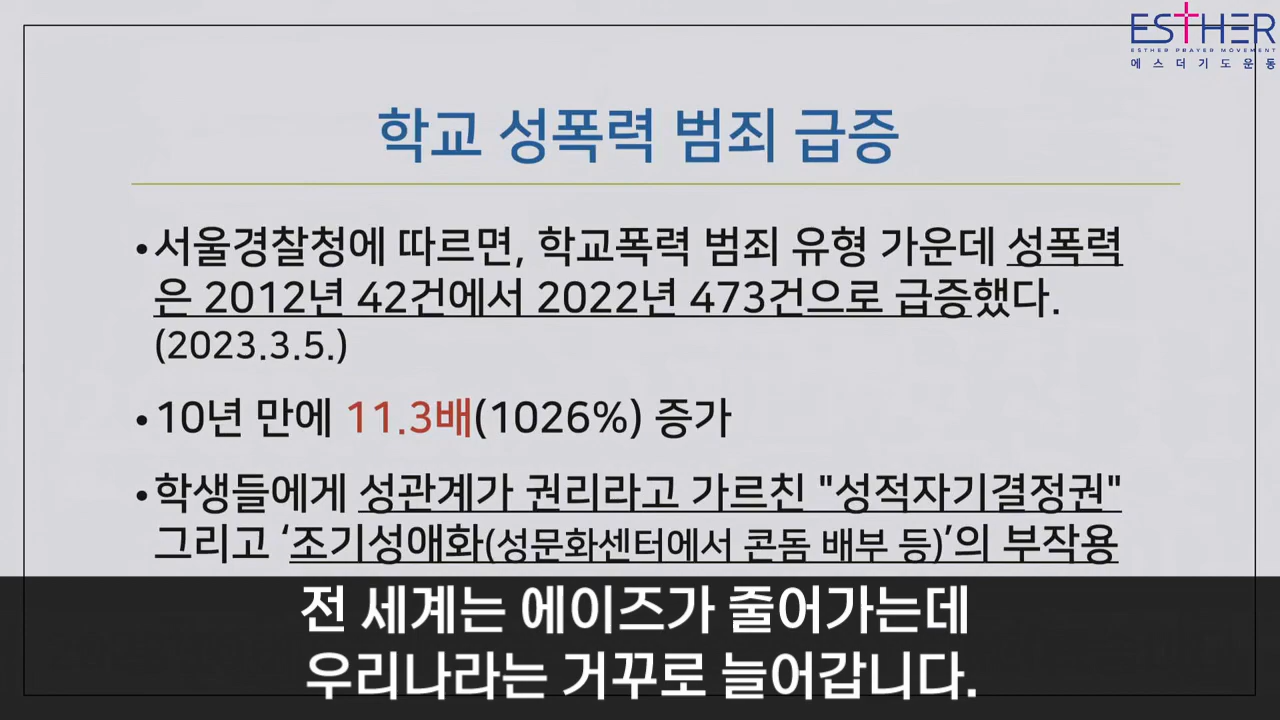 ESTHER
ESTHER PRAYER MOVEMENT
에스더기도운동
학교 성폭력 범죄 급증
•서울경찰청에 따르면, 학교폭력 범죄 유형 가운데 성폭력
은 2012년 42건에서 2022년 473건으로 급증했다.
(2023.3.5.)
•10년 만에 11.3배(1026%) 증가
•학생들에게 성관계가 권리라고 가르친 "성적자기결정권"
그리고 ‘조기성애화(성문화센터에서 콘돔 배부 등)’의 부작용
전 세계는 에이즈가 줄어가는데
우리나라는 거꾸로 늘어갑니다.